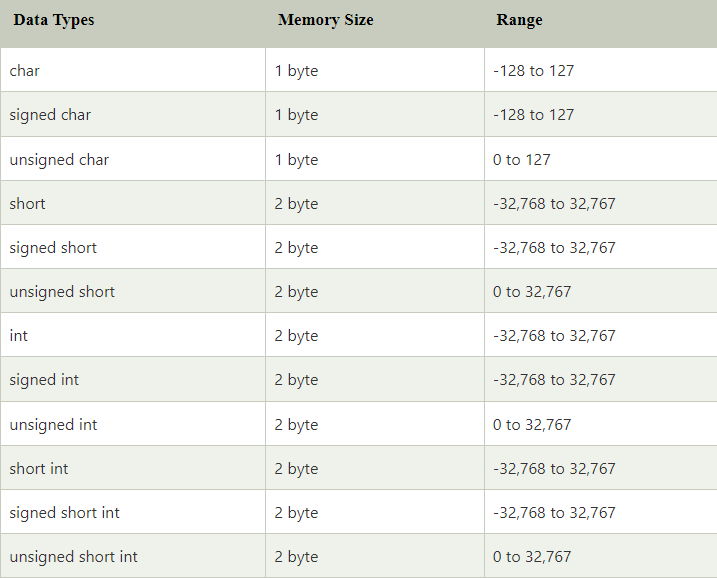 Data Types Memory Size Range
char 1 byte -128 to 127
signed char 1 byte -128 to 127
unsigned char 1 byte 0 to 127
short 2 byte -32,768 to 32,767
signed short 2 byte -32,768 to 32,767
unsigned short 2 byte 0 to 32,767
int 2 byte -32,768 to 32,767
signed int 2 byte -32,768 to 32,767
unsigned int 2 byte 0 to 32,767
short int 2 byte -32,768 to 32,767
signed short int 2 byte -32,768 to 32,767
unsigned short int 2 byte 0 to 32,767